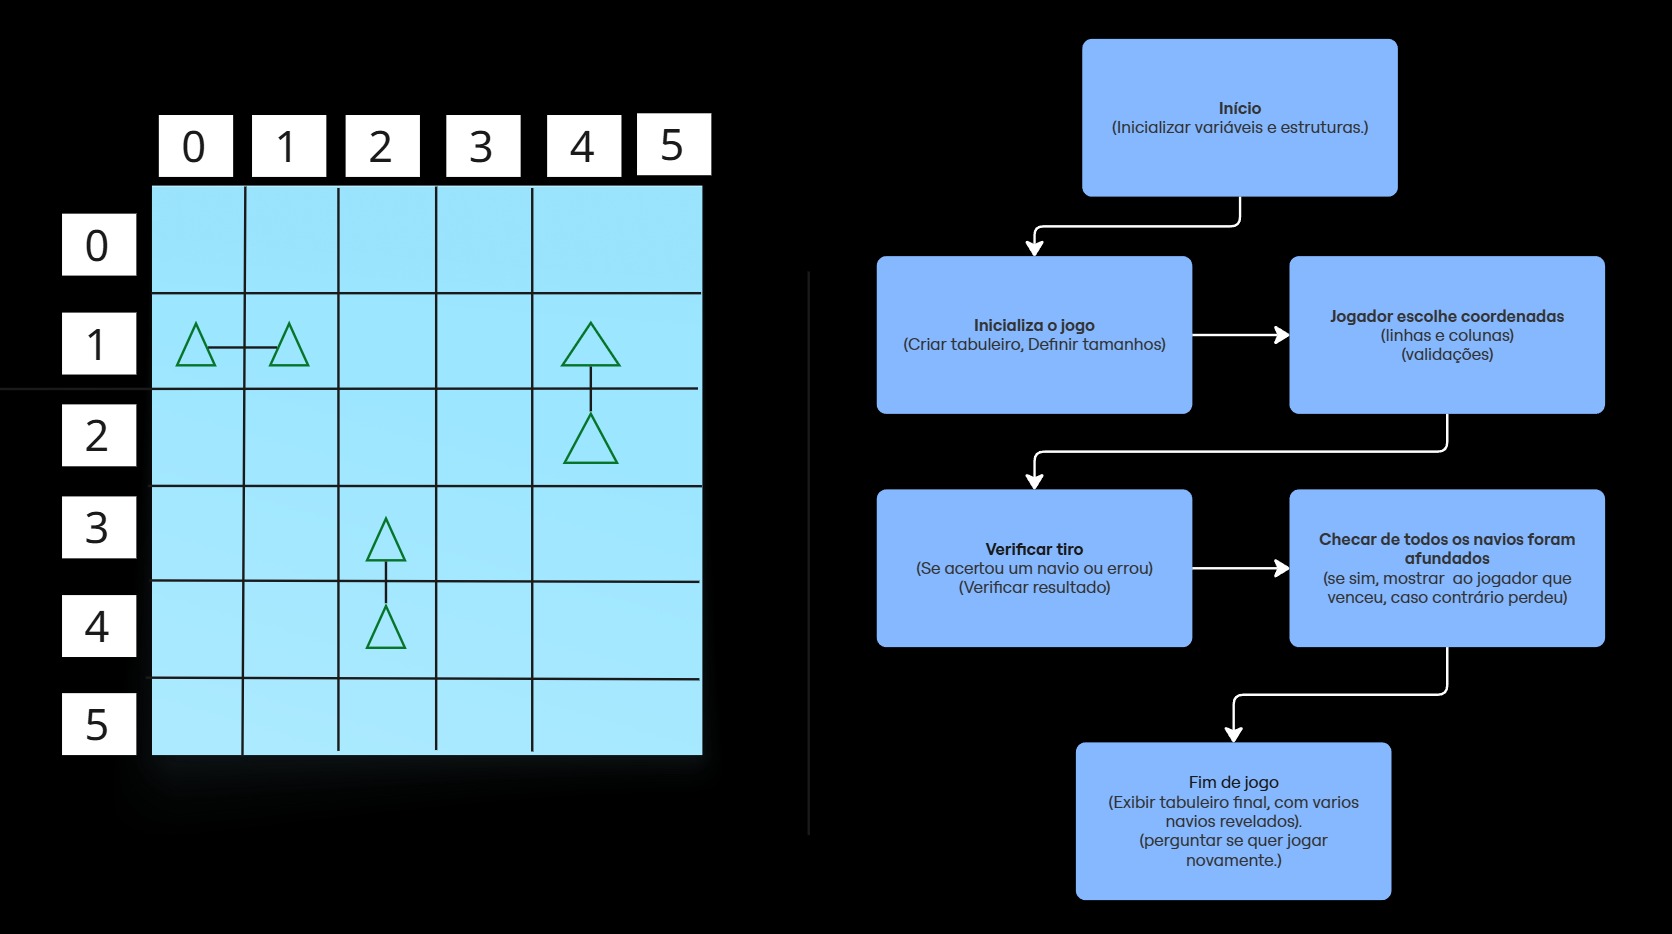 0 1 2 3 4 5
0
1
2
3
4
5
Início
(Inicializar variáveis e estruturas.)
Inicializa o jogo
(Criar tabuleiro, Definir tamanhos)
Jogador escolhe coordenadas
(linhas e colunas)
(validações)
Verificar tiro
(Se acertou um navio ou errou)
(Verificar resultado)
Checar de todos os navios foram
afundados
(se sim, mostrar ao jogador que
venceu, caso contrário perdeu)
Fim de jogo
(Exibir tabuleiro final, com varios
navios revelados).
(perguntar se quer jogar
novamente.)